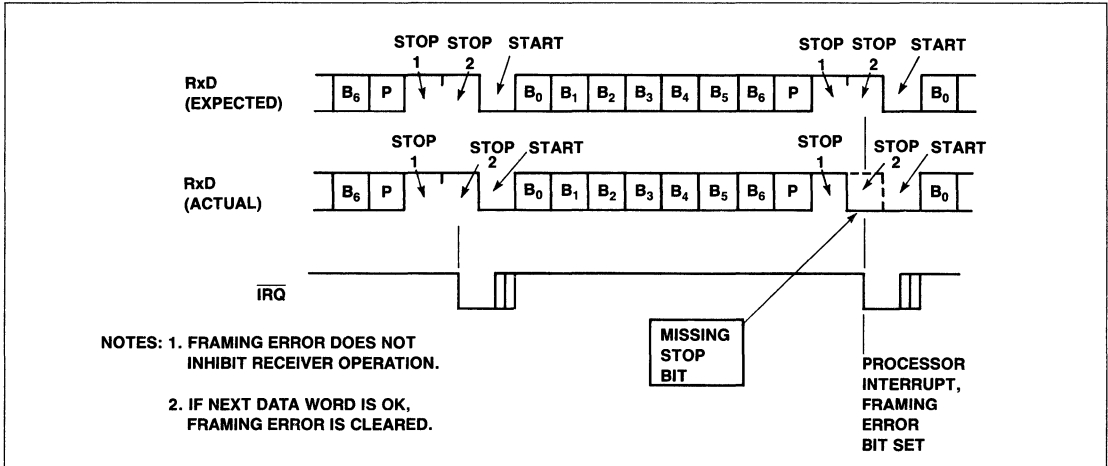 STOP STOP START
1 2
RxD
(EXPECTED)
B6 P B0 B1 B2 B3 B4 B5 B6 P B0
STOP STOP START
1 2
STOP STOP START
1 2
RxD
(ACTUAL)
B6 P B0 B1 B2 B3 B4 B5 B6 P B0
STOP STOP START
1 2
IRQ
NOTES: 1. FRAMING ERROR DOES NOT
INHIBIT RECEIVER OPERATION.
2. IF NEXT DATA WORD IS OK,
FRAMING ERROR IS CLEARED.
MISSING
STOP
BIT
PROCESSOR
INTERRUPT,
FRAMING
ERROR
BIT SET